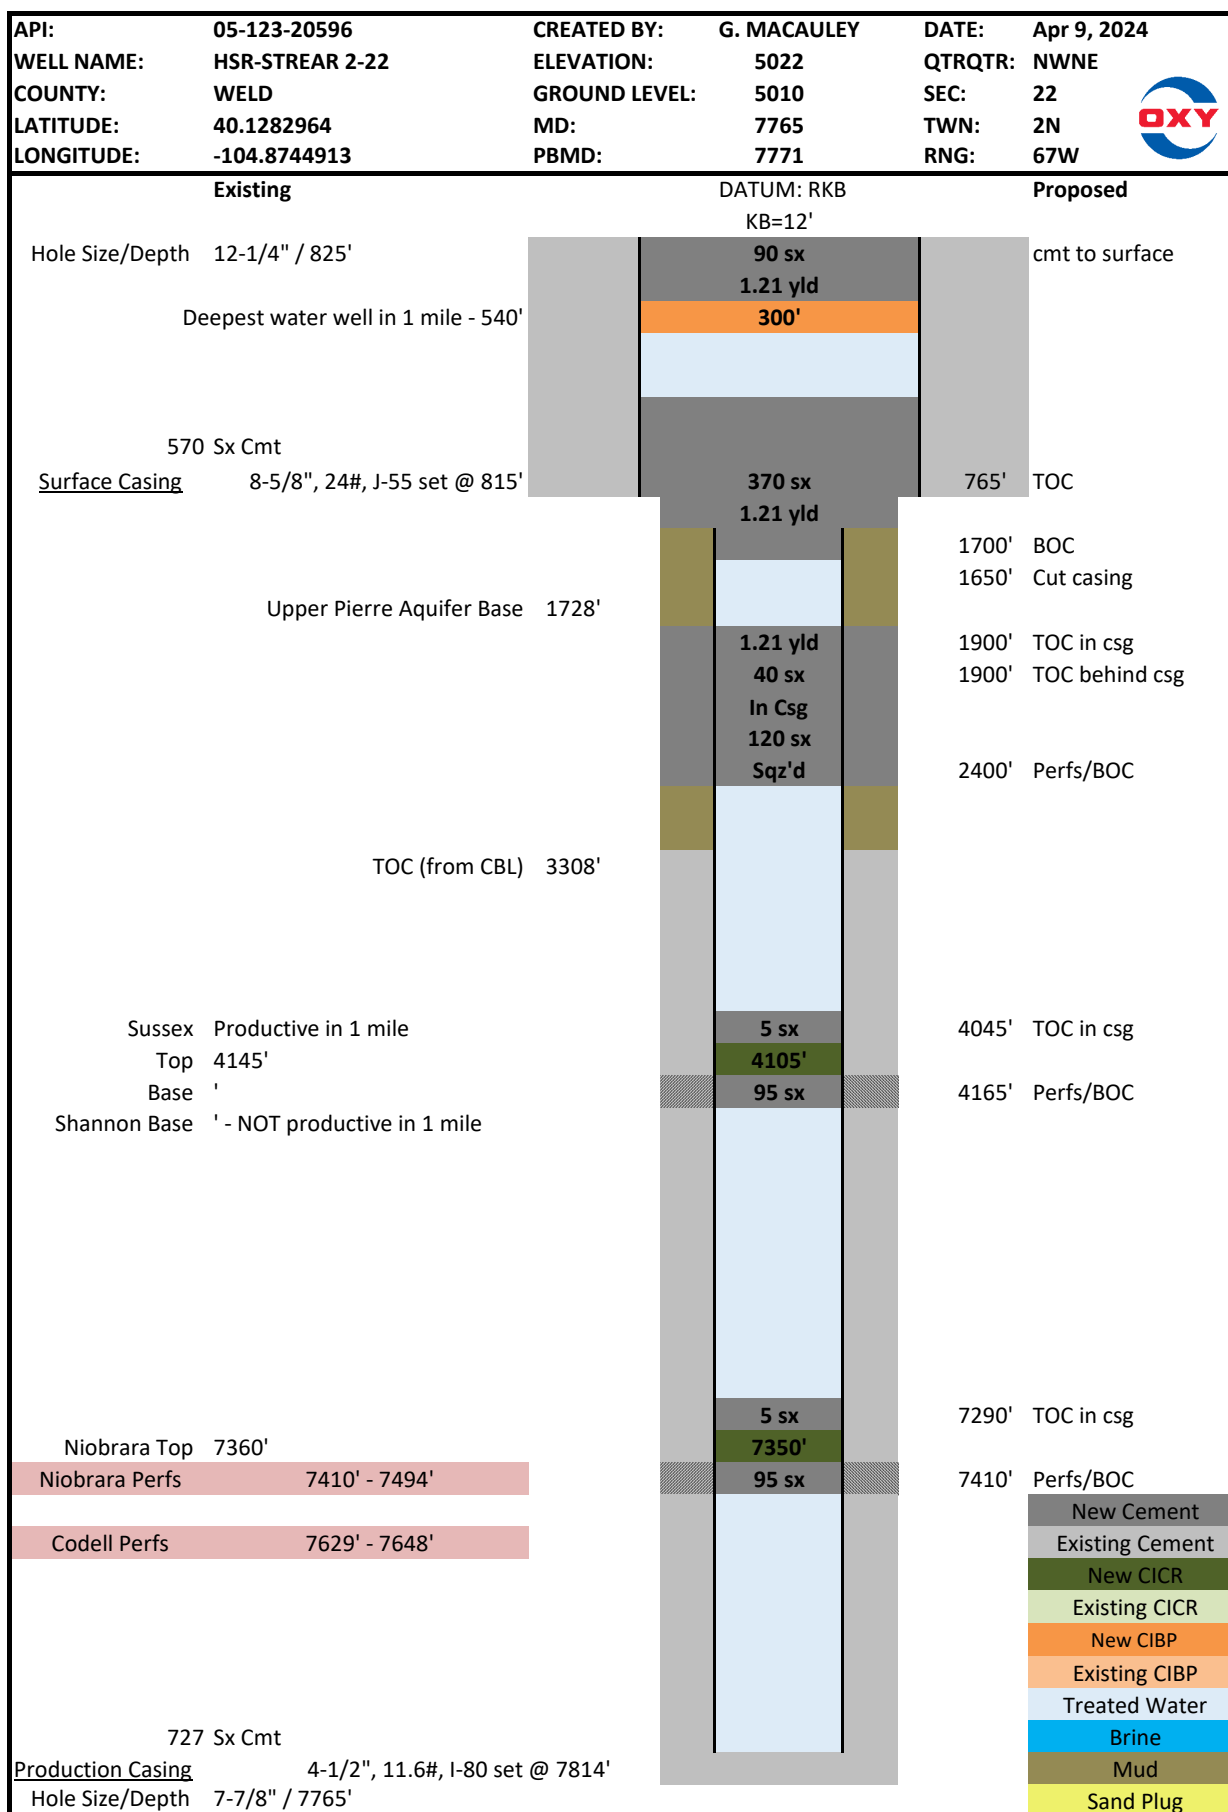 API: 05-123-20596 CREATED BY: G. MACAULEY DATE: Apr 9, 2024
WELL NAME: HSR-STREAR 2-22 ELEVATION: 5022 QTRQTR: NWNE
COUNTY: WELD GROUND LEVEL: 5010 SEC: 22
LATITUDE: 40.1282964 MD: 7765 TWN: 2N
LONGITUDE: -104.8744913 PBMD: 7771 RNG: 67W
OXY
Existing DATUM: RKB Proposed
KB=12'
Hole Size/Depth 12-1/4" / 825' 90 sx cmt to surface
1.21 yld
Deepest water well in 1 mile - 540' 300'
570 Sx Cmt
Surface Casing 8-5/8", 24#, J-55 set @ 815' 370 sx 765' TOC
1.21 yld
1700' BOC
1650' Cut casing
Upper Pierre Aquifer Base 1728'
1.21 yld 1900' TOC in csg
40 sx 1900' TOC behind csg
In Csg
120 sx
Sqz'd 2400' Perfs/BOC
TOC (from CBL) 3308'
Sussex Productive in 1 mile 5 sx 4045' TOC in csg
Top 4145' 4105'
Base ' 95 sx 4165' Perfs/BOC
Shannon Base ' - NOT productive in 1 mile
5 sx 7290' TOC in csg
Niobrara Top 7360' 7350'
Niobrara Perfs 7410' - 7494' 95 sx 7410' Perfs/BOC
New Cement
Codell Perfs 7629' - 7648' Existing Cement
New CICR
Existing CICR
New CIBP
Existing CIBP
Treated Water
727 Sx Cmt Brine
Production Casing 4-1/2", 11.6#, I-80 set @ 7814' Mud
Hole Size/Depth 7-7/8" / 7765' Sand Plug